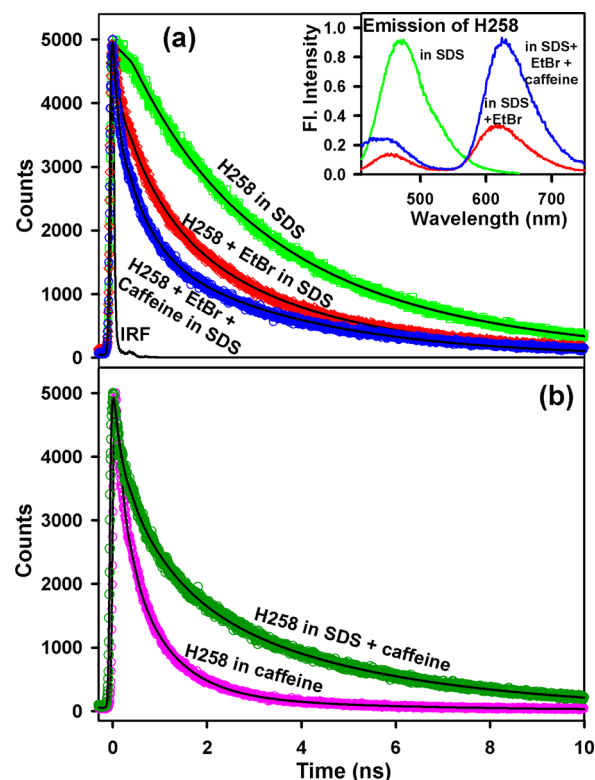 (a)
Emission of H258
Fl. Intensity
1.0
0.8
0.6
0.4
0.2
0.0
in SDS
in SDS+
EtBr +
caffeine
in SDS
+EtBr
500
600
700
Wavelength (nm)
Counts
5000
4000
3000
2000
1000
0
H258 in SDS
H258 + EtBr in SDS
H258 + EtBr +
Caffeine in SDS
IRF
(b)
Counts
5000
4000
3000
2000
1000
0
H258 in SDS + caffeine
H258 in caffeine
0
2
4
6
8
10
Time (ns)